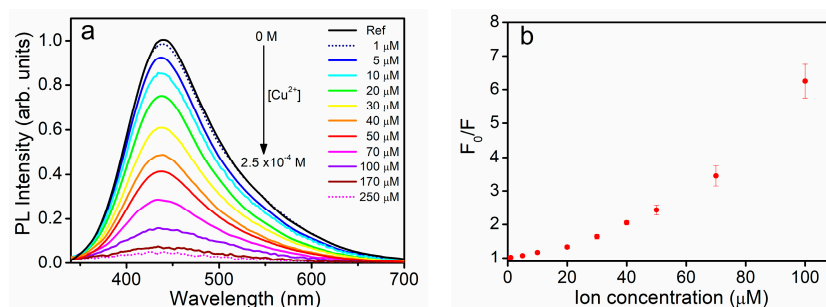 a
PL Intensity (arb. units)
1.0
0.8
0.6
0.4
0.2
0.0
400
500
600
700
Wavelength (nm)
0 M
[Cu²⁺]
2.5 x10⁻⁴ M
Ref
1 µM
5 µM
10 µM
20 µM
30 µM
40 µM
50 µM
70 µM
100 µM
170 µM
250 µM
b
F₀/F
8
7
6
5
4
3
2
1
0
20
40
60
80
100
Ion concentration (µM)